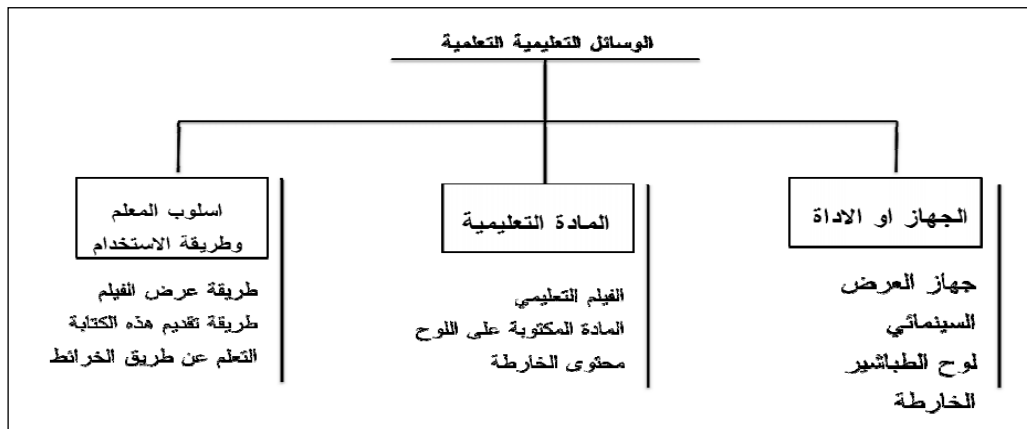 الوسائل التعليمية التعلمية
الجهاز او الاداة
جهاز العرض
السينمائي
لوح الطباشير
الخارطة
المادة التعليمية
الفيلم التعليمي
المادة المكتوبة على اللوح
محتوى الخارطة
اسلوب المعلم
وطريقة الاستخدام
طريقة عرض الفيلم
طريقة تقديم هذه الكتابة
التعلم عن طريق الخرائط